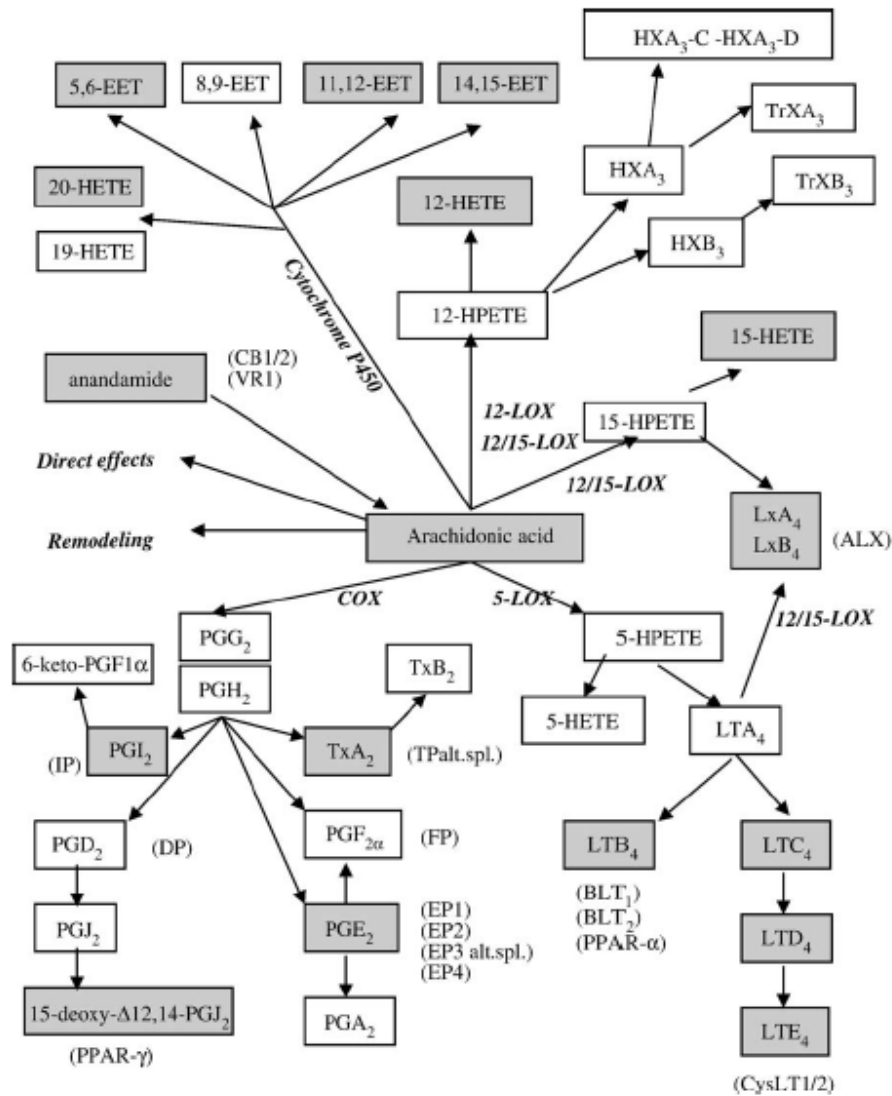 HXA3-C -HXA3-D
5,6-EET
8,9-EET
11,12-EET
14,15-EET
TrXA3
HXA3
20-HETE
12-HETE
TrXB3
19-HETE
HXB3
12-HPETE
Cytochrome P450
15-HETE
anandamide
(CB1/2)
(VR1)
12-LOX
12/15-LOX
15-HPETE
Direct effects
12/15-LOX
LxA4
LxB4
(ALX)
Remodeling
Arachidonic acid
COX
5-LOX
12/15-LOX
PGG2
5-HPETE
6-keto-PGF1α
PGH2
TxB2
5-HETE
LTA4
(IP)
PGI2
TxA2
(TPalt.spl.)
PGD2
(DP)
PGF2α
(FP)
LTB4
LTC4
(BLT1)
(BLT2)
(PPAR-α)
PGJ2
PGE2
(EP1)
(EP2)
(EP3 alt.spl.)
(EP4)
LTD4
15-deoxy-Δ12,14-PGJ2
PGA2
LTE4
(PPAR-γ)
(CysLT1/2)